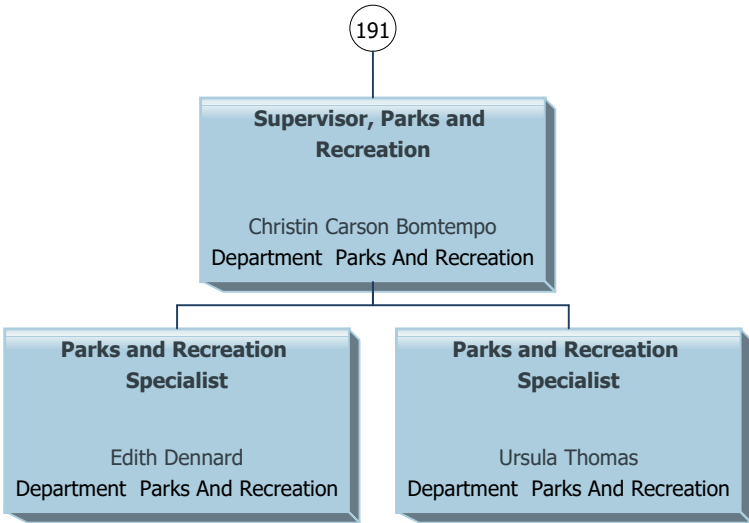 191
Supervisor, Parks and
Recreation
Christin Carson Bomtempo
Department  Parks And Recreation
Parks and Recreation
Specialist
Edith Dennard
Department  Parks And Recreation
Parks and Recreation
Specialist
Ursula Thomas
Department  Parks And Recreation